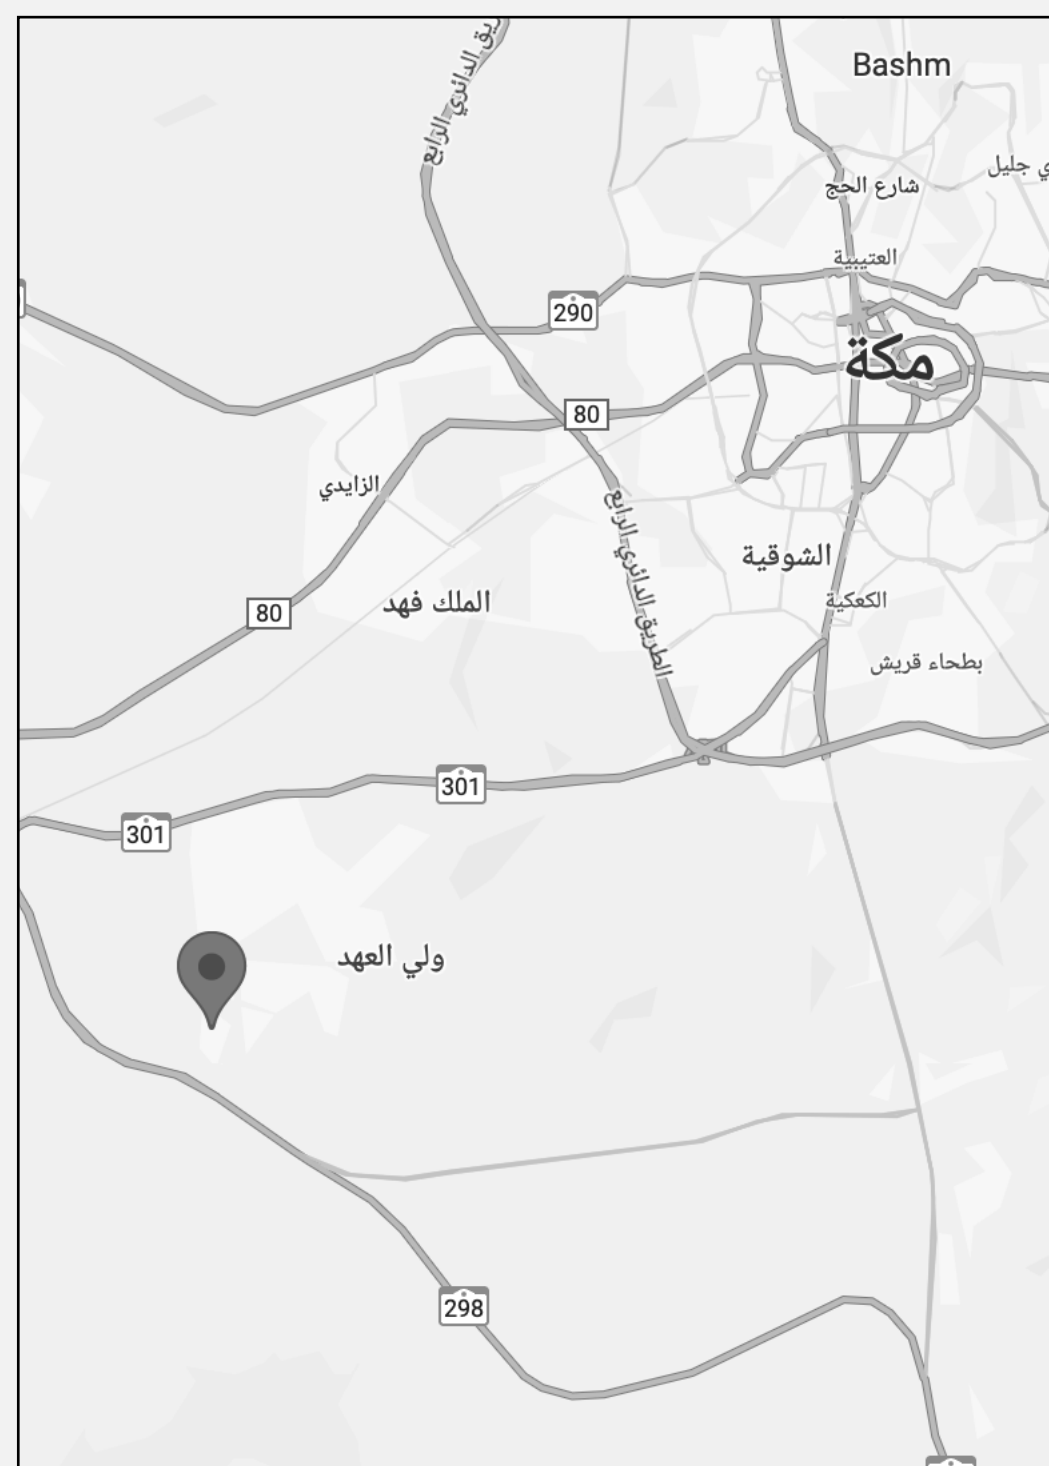 Bashm
شارع الحج
ي جليل
يق الدائري الرابع
العتيبية
290
مكة
80
الزايدي
الطريق الدائري الرابع
الشوقية
الملك فهد
الكعكية
80
بطحاء قريش
301
301
ولي العهد
298